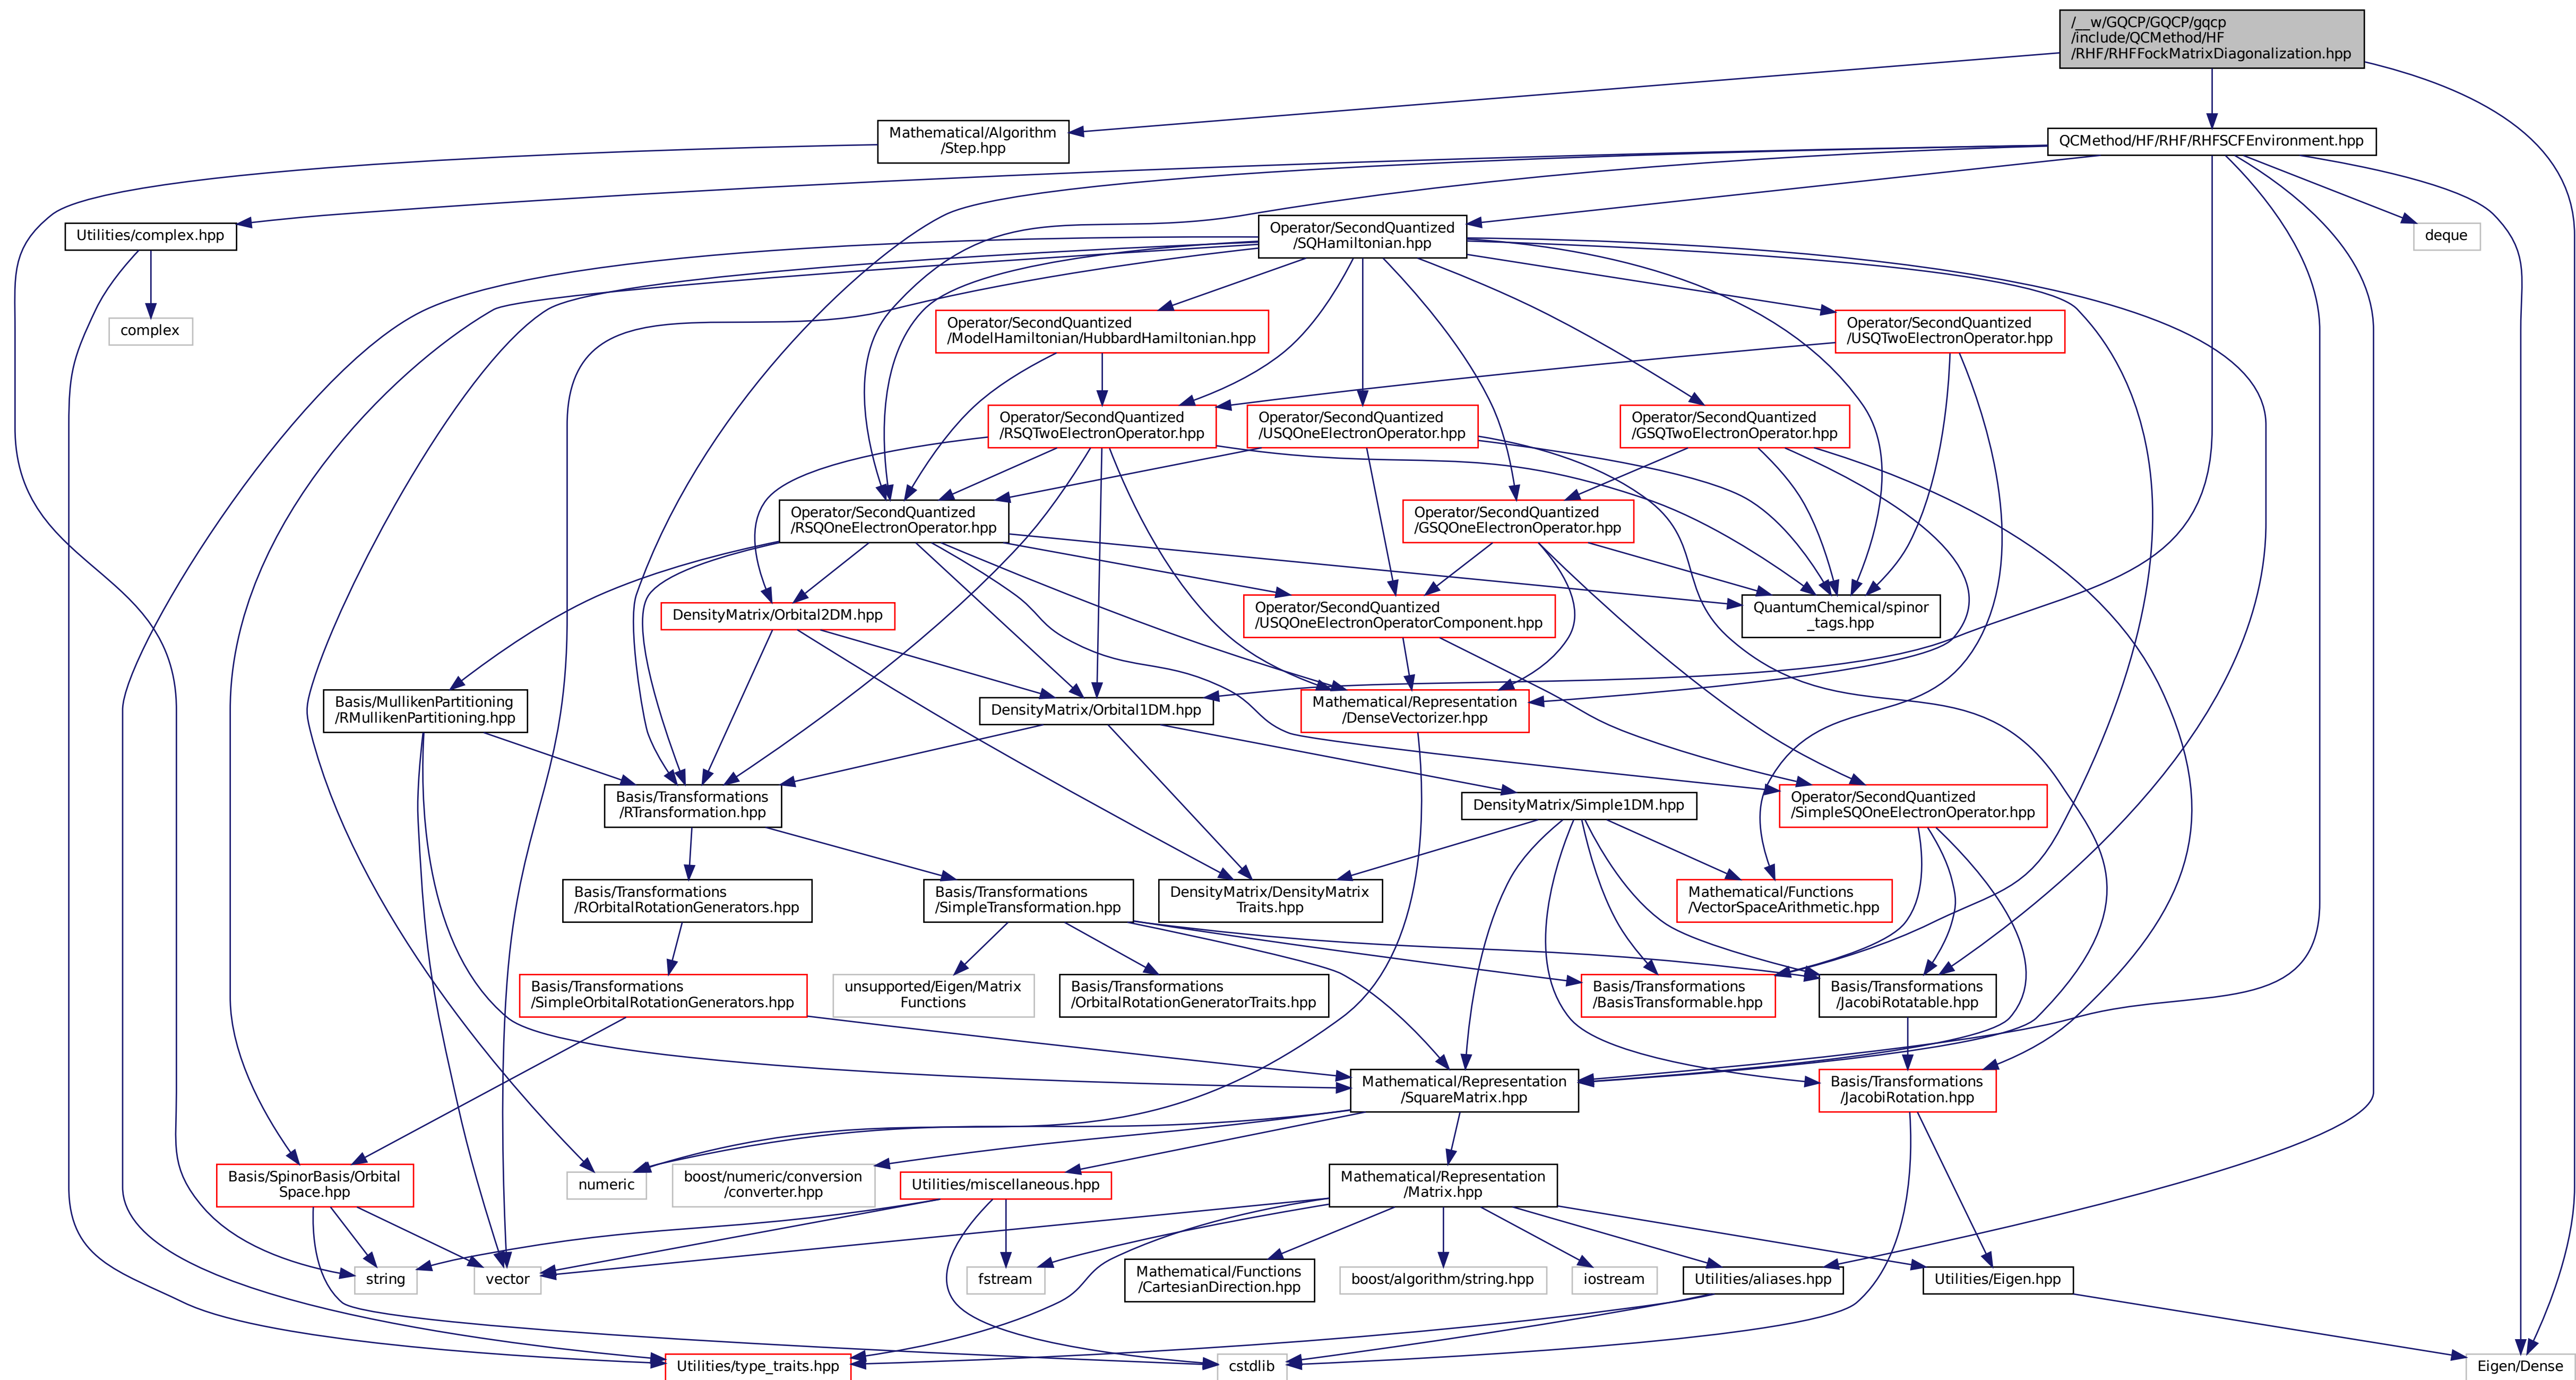 /__w/GQCP/GQCP/gqcp
/include/QCMethod/HF
/RHF/RHFFockMatrixDiagonalization.hpp
Mathematical/Algorithm
/Step.hpp
QCMethod/HF/RHF/RHFSCFEnvironment.hpp
Utilities/complex.hpp
Operator/SecondQuantized
/SQHamiltonian.hpp
deque
complex
Operator/SecondQuantized
/ModelHamiltonian/HubbardHamiltonian.hpp
Operator/SecondQuantized
/USQTwoElectronOperator.hpp
Operator/SecondQuantized
/RSQTwoElectronOperator.hpp
Operator/SecondQuantized
/USQOneElectronOperator.hpp
Operator/SecondQuantized
/GSQTwoElectronOperator.hpp
Operator/SecondQuantized
/RSQOneElectronOperator.hpp
Operator/SecondQuantized
/GSQOneElectronOperator.hpp
DensityMatrix/Orbital2DM.hpp
Operator/SecondQuantized
/USQOneElectronOperatorComponent.hpp
QuantumChemical/spinor
_tags.hpp
Basis/MullikenPartitioning
/RMullikenPartitioning.hpp
DensityMatrix/Orbital1DM.hpp
Mathematical/Representation
/DenseVectorizer.hpp
Basis/Transformations
/RTransformation.hpp
DensityMatrix/Simple1DM.hpp
Operator/SecondQuantized
/SimpleSQOneElectronOperator.hpp
Basis/Transformations
/ROrbitalRotationGenerators.hpp
Basis/Transformations
/SimpleTransformation.hpp
DensityMatrix/DensityMatrix
Traits.hpp
Mathematical/Functions
/VectorSpaceArithmetic.hpp
Basis/Transformations
/SimpleOrbitalRotationGenerators.hpp
unsupported/Eigen/Matrix
Functions
Basis/Transformations
/OrbitalRotationGeneratorTraits.hpp
Basis/Transformations
/BasisTransformable.hpp
Basis/Transformations
/JacobiRotatable.hpp
Mathematical/Representation
/SquareMatrix.hpp
Basis/Transformations
/JacobiRotation.hpp
Basis/SpinorBasis/Orbital
Space.hpp
numeric
boost/numeric/conversion
/converter.hpp
Utilities/miscellaneous.hpp
Mathematical/Representation
/Matrix.hpp
string
vector
fstream
Mathematical/Functions
/CartesianDirection.hpp
boost/algorithm/string.hpp
iostream
Utilities/aliases.hpp
Utilities/Eigen.hpp
Utilities/type_traits.hpp
cstdlib
Eigen/Dense